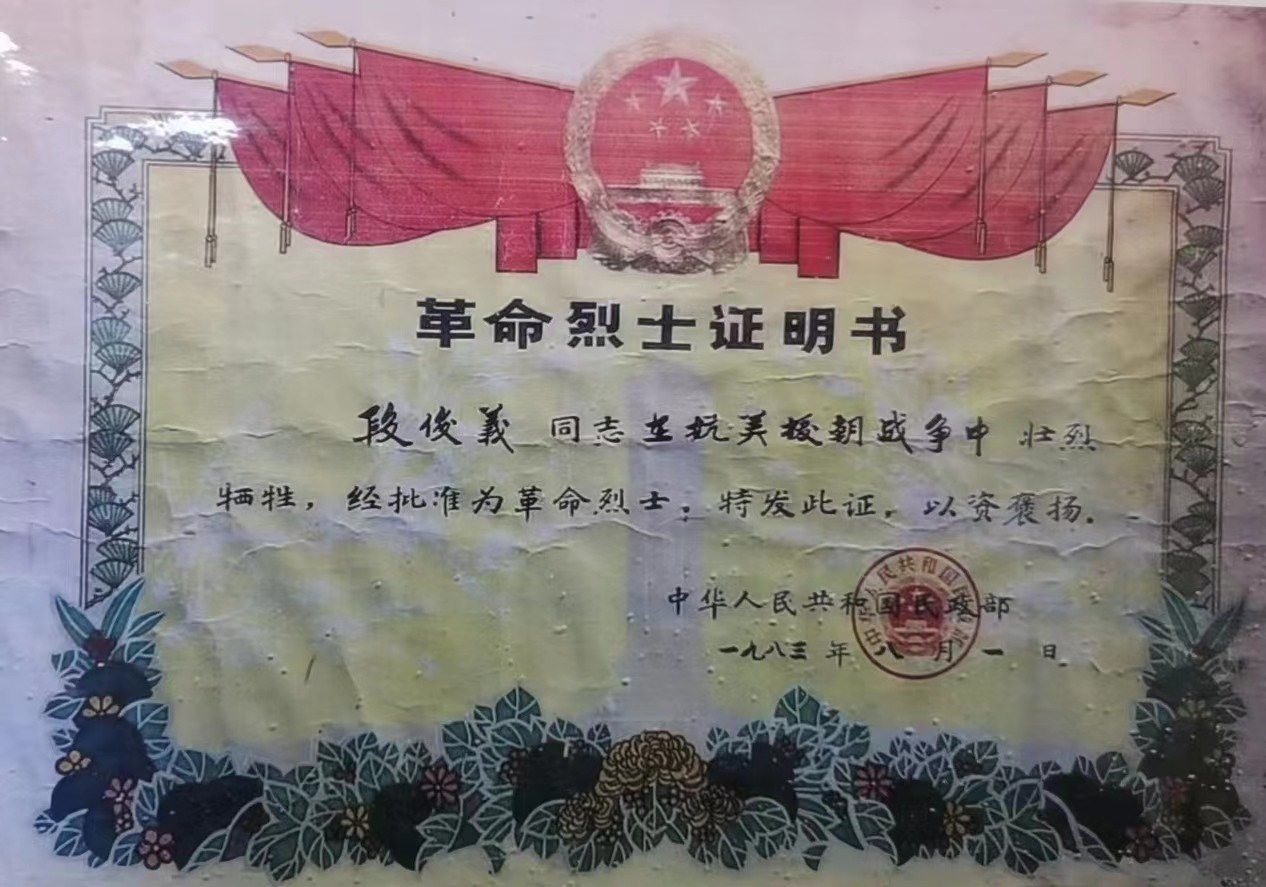 革命烈士证明书
段俊義 同志在抗美援朝战争中 壮烈
牺牲，经批准为革命烈士。特发此证，以资褒扬。
中华人民共和国民政部
一九八三年八月一日